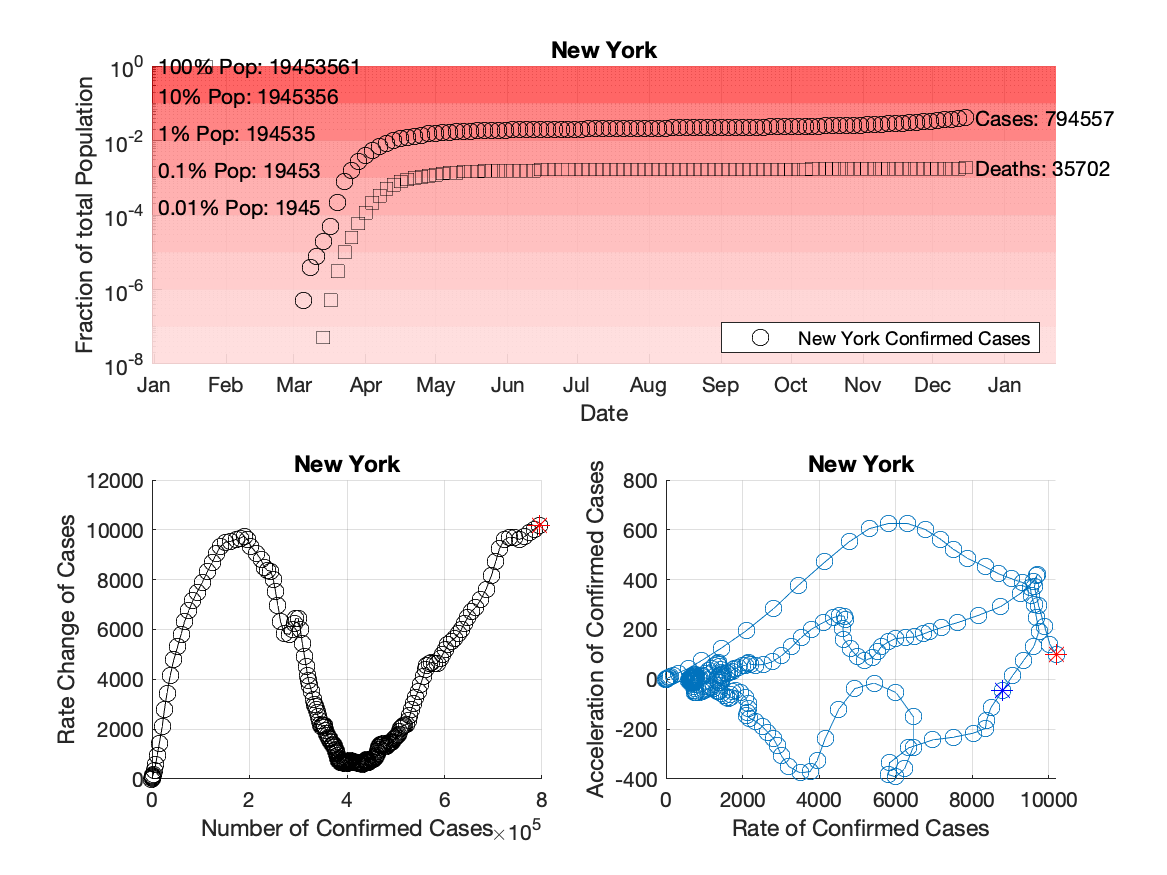 New York
Fraction of total Population
10^0
10^-2
10^-4
10^-6
10^-8
100% Pop: 19453561
10% Pop: 1945356
1% Pop: 194535
0.1% Pop: 19453
0.01% Pop: 1945
Cases: 794557
Deaths: 35702
New York Confirmed Cases
Jan Feb Mar Apr May Jun Jul Aug Sep Oct Nov Dec Jan
Date
New York
Rate Change of Cases
12000
10000
8000
6000
4000
2000
0
0 2 4 6 8
Number of Confirmed Cases ×10^5
New York
Acceleration of Confirmed Cases
800
600
400
200
0
-200
-400
0 2000 4000 6000 8000 10000
Rate of Confirmed Cases